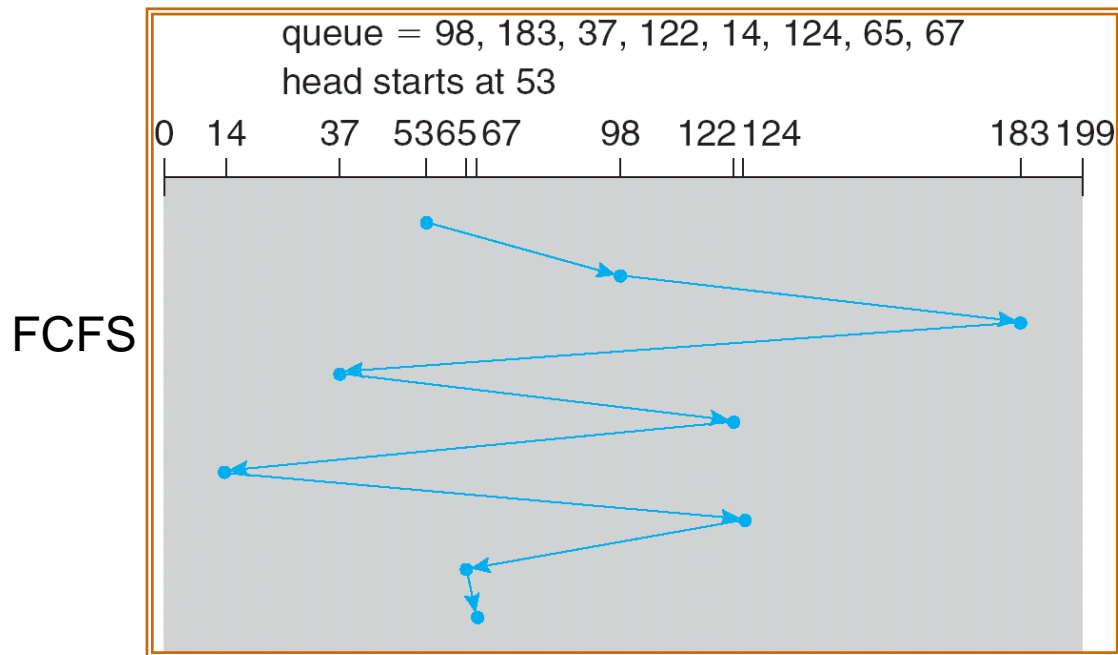 queue = 98, 183, 37, 122, 14, 124, 65, 67
head starts at 53
0 14 37 53 65 67 98 122 124 183 199
FCFS